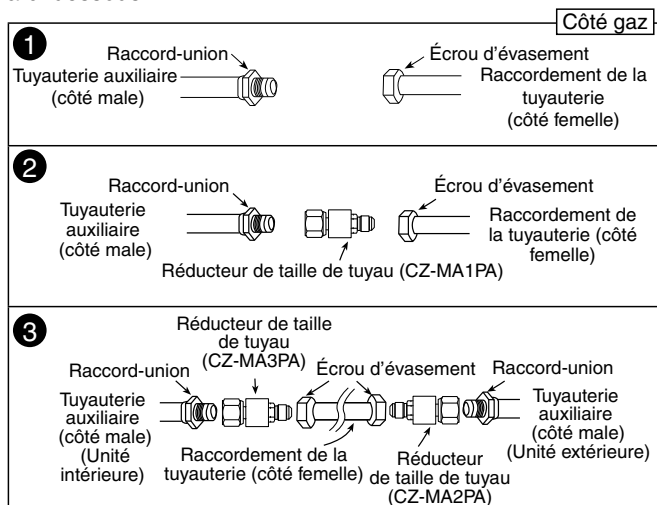 Côté gaz
1
Raccord-union
Tuyauterie auxiliaire
(côté male)
Écrou d'évasement
Raccordement de la
tuyauterie
(côté femelle)
2
Raccord-union
Tuyauterie
auxiliaire
(côté male)
Écrou d'évasement
Raccordement de
la tuyauterie (côté
femelle)
Réducteur de taille de tuyau (CZ-MA1PA)
3
Réducteur de taille
de tuyau
(CZ-MA3PA)
Raccord-union
Écrou d'évasement
Raccord-union
Tuyauterie
auxiliaire
(côté male)
(Unité
intérieure)
Raccordement de la
tuyauterie (côté femelle)
Réducteur
de taille de tuyau
(CZ-MA2PA)
Tuyauterie
auxiliaire
(côté male)
(Unité extérieure)